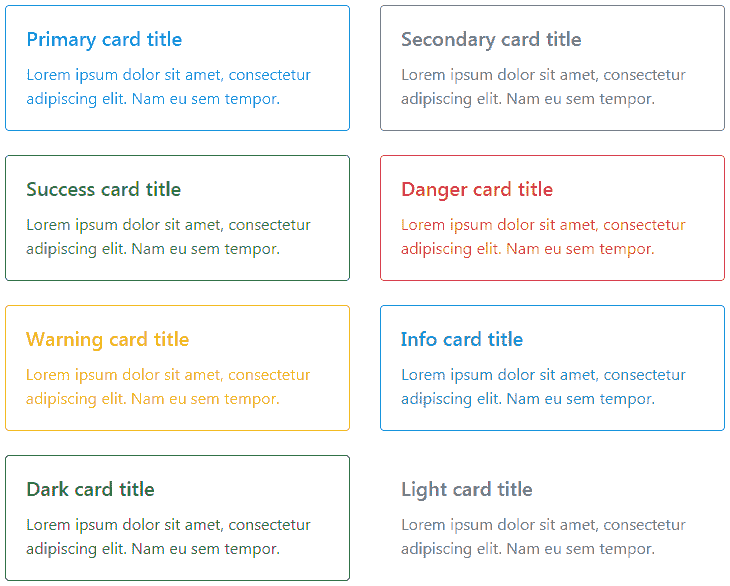 Primary card title
Lorem ipsum dolor sit amet, consectetur
adipiscing elit. Nam eu sem tempor.
Secondary card title
Lorem ipsum dolor sit amet, consectetur
adipiscing elit. Nam eu sem tempor.
Success card title
Lorem ipsum dolor sit amet, consectetur
adipiscing elit. Nam eu sem tempor.
Danger card title
Lorem ipsum dolor sit amet, consectetur
adipiscing elit. Nam eu sem tempor.
Warning card title
Lorem ipsum dolor sit amet, consectetur
adipiscing elit. Nam eu sem tempor.
Info card title
Lorem ipsum dolor sit amet, consectetur
adipiscing elit. Nam eu sem tempor.
Dark card title
Lorem ipsum dolor sit amet, consectetur
adipiscing elit. Nam eu sem tempor.
Light card title
Lorem ipsum dolor sit amet, consectetur
adipiscing elit. Nam eu sem tempor.